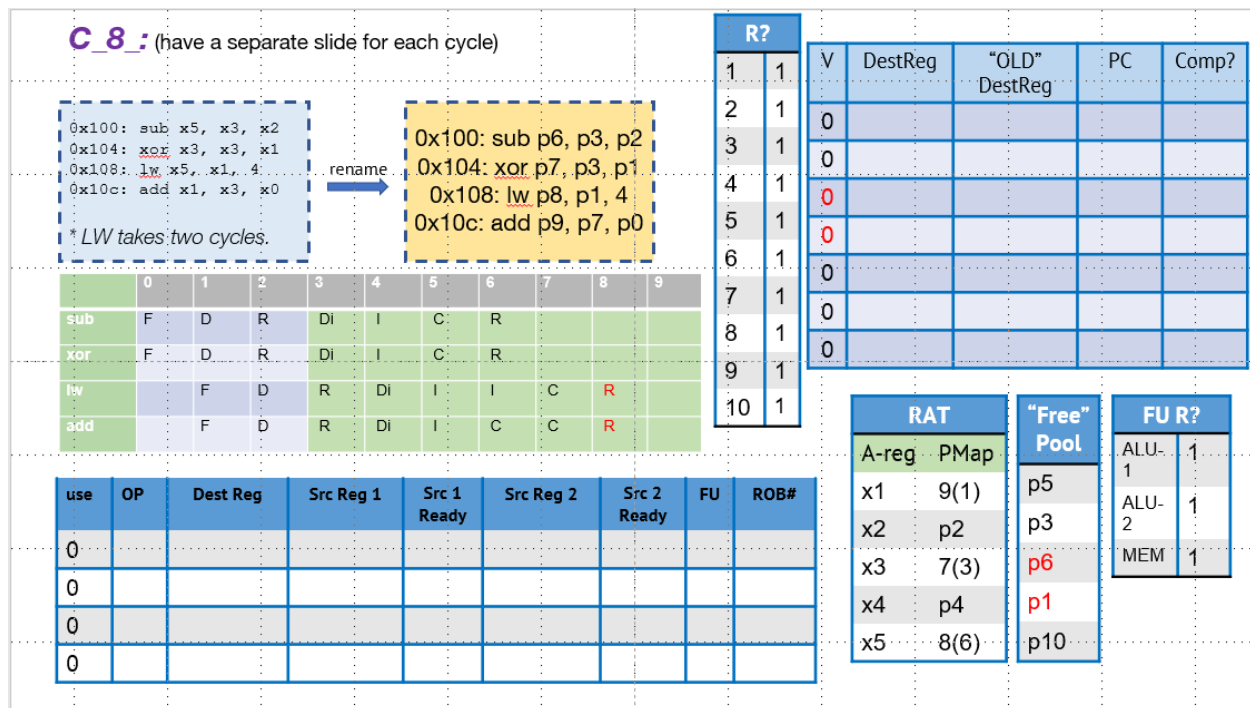 C_8_: (have a separate slide for each cycle)
0x100: sub x5, x3, x2
0x104: xor x3, x3, x1
0x108: lw x5, x1, 4
0x10c: add x1, x3, x0
* LW takes two cycles.
rename
0x100: sub p6, p3, p2
0x104: xor p7, p3, p1
0x108: lw p8, p1, 4
0x10c: add p9, p7, p0
0 1 2 3 4 5 6 7 8 9
sub F D R Di I C R
xor F D R Di I C R
lw F D R Di I I C R
add F D R Di I C C R
R?
1 1
2 1
3 1
4 1
5 1
6 1
7 1
8 1
9 1
10 1
V DestReg “OLD” DestReg PC Comp?
0
0
0
0
0
0
0
use OP Dest Reg Src Reg 1 Src 1 Ready Src Reg 2 Src 2 Ready FU ROB#
0
0
0
0
RAT
A-reg PMap
x1 9(1)
x2 p2
x3 7(3)
x4 p4
x5 8(6)
“Free” Pool
p5
p3
p6
p1
p10
FU R?
ALU-1 1
ALU-2 1
MEM 1